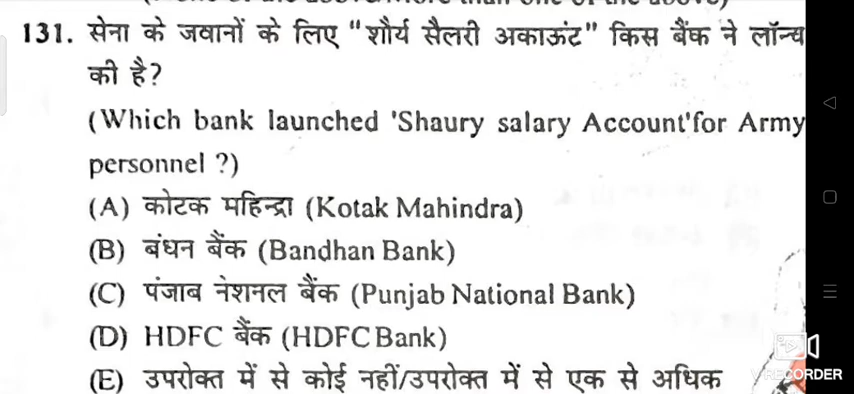 131. सेना के जवानों के लिए "शौर्य सैलरी अकाऊंट" किस बैंक ने लॉन्च
की है?
(Which bank launched 'Shaury salary Account'for Army
personnel ?)
(A) कोटक महिन्द्रा (Kotak Mahindra)
(B) बंधन बैंक (Bandhan Bank)
(C) पंजाब नेशनल बैंक (Punjab National Bank)
(D) HDFC बैंक (HDFC Bank)
(E) उपरोक्त में से कोई नहीं/उपरोक्त में से एक से अधिक